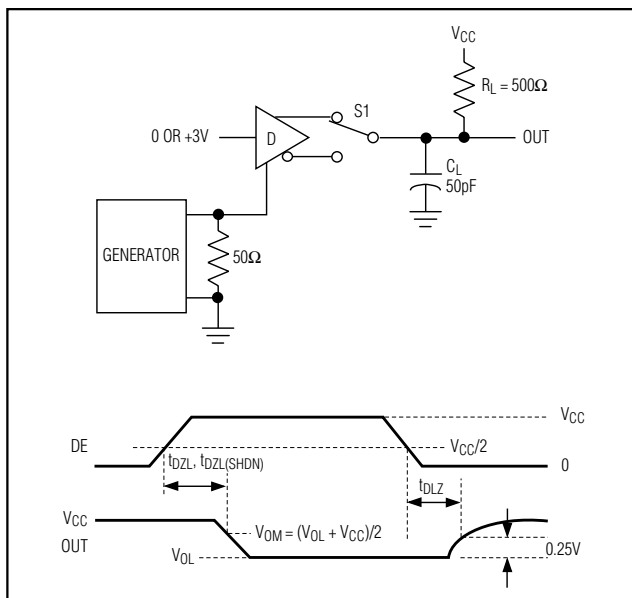 VCC
RL = 500Ω
S1
0 OR +3V
D
OUT
CL
50pF
GENERATOR
50Ω
VCC
DE
VCC/2
tDZL, tDZL(SHDN)
0
tDLZ
VCC
OUT
VOM = (VOL + VCC)/2
VOL
0.25V